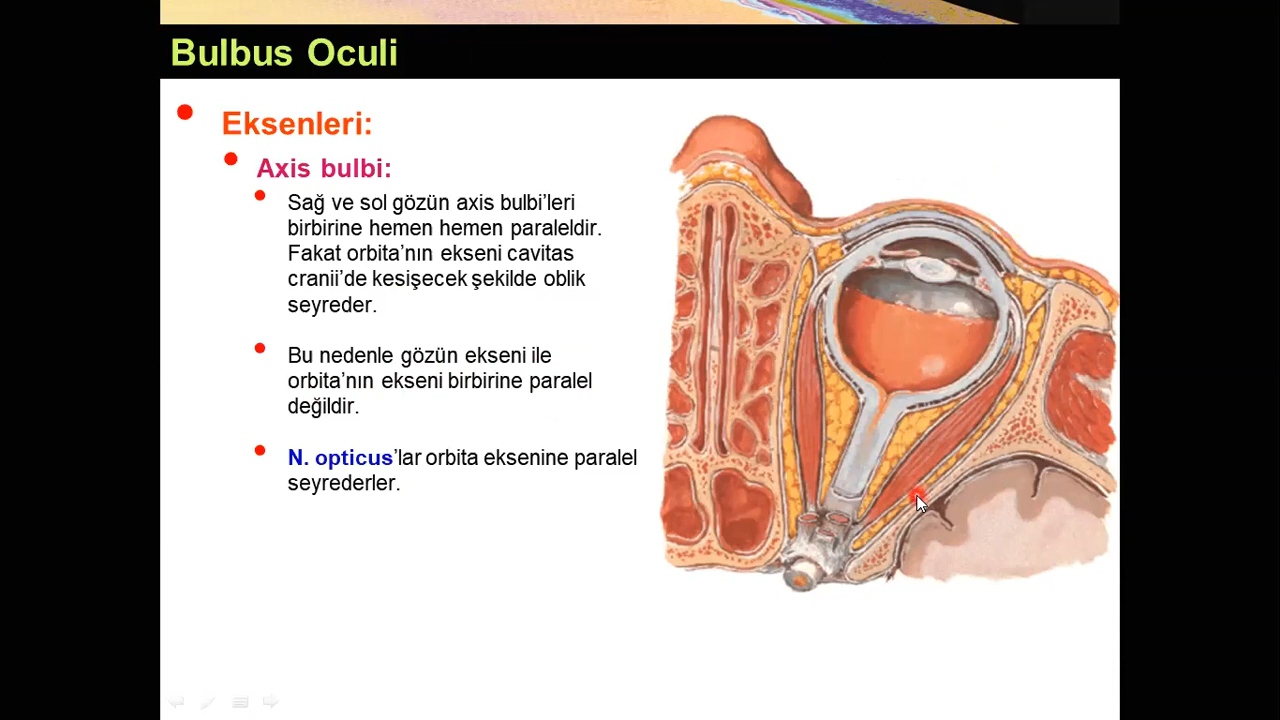 Bulbus Oculi
Eksenleri:
Axis bulbi:
Sağ ve sol gözün axis bulbi’leri
birbirine hemen hemen paraleldir.
Fakat orbita’nın ekseni cavitas
cranii’de kesişecek şekilde oblik
seyreder.
Bu nedenle gözün ekseni ile
orbita’nın ekseni birbirine paralel
değildir.
N. opticus’lar orbita eksenine paralel
seyrederler.